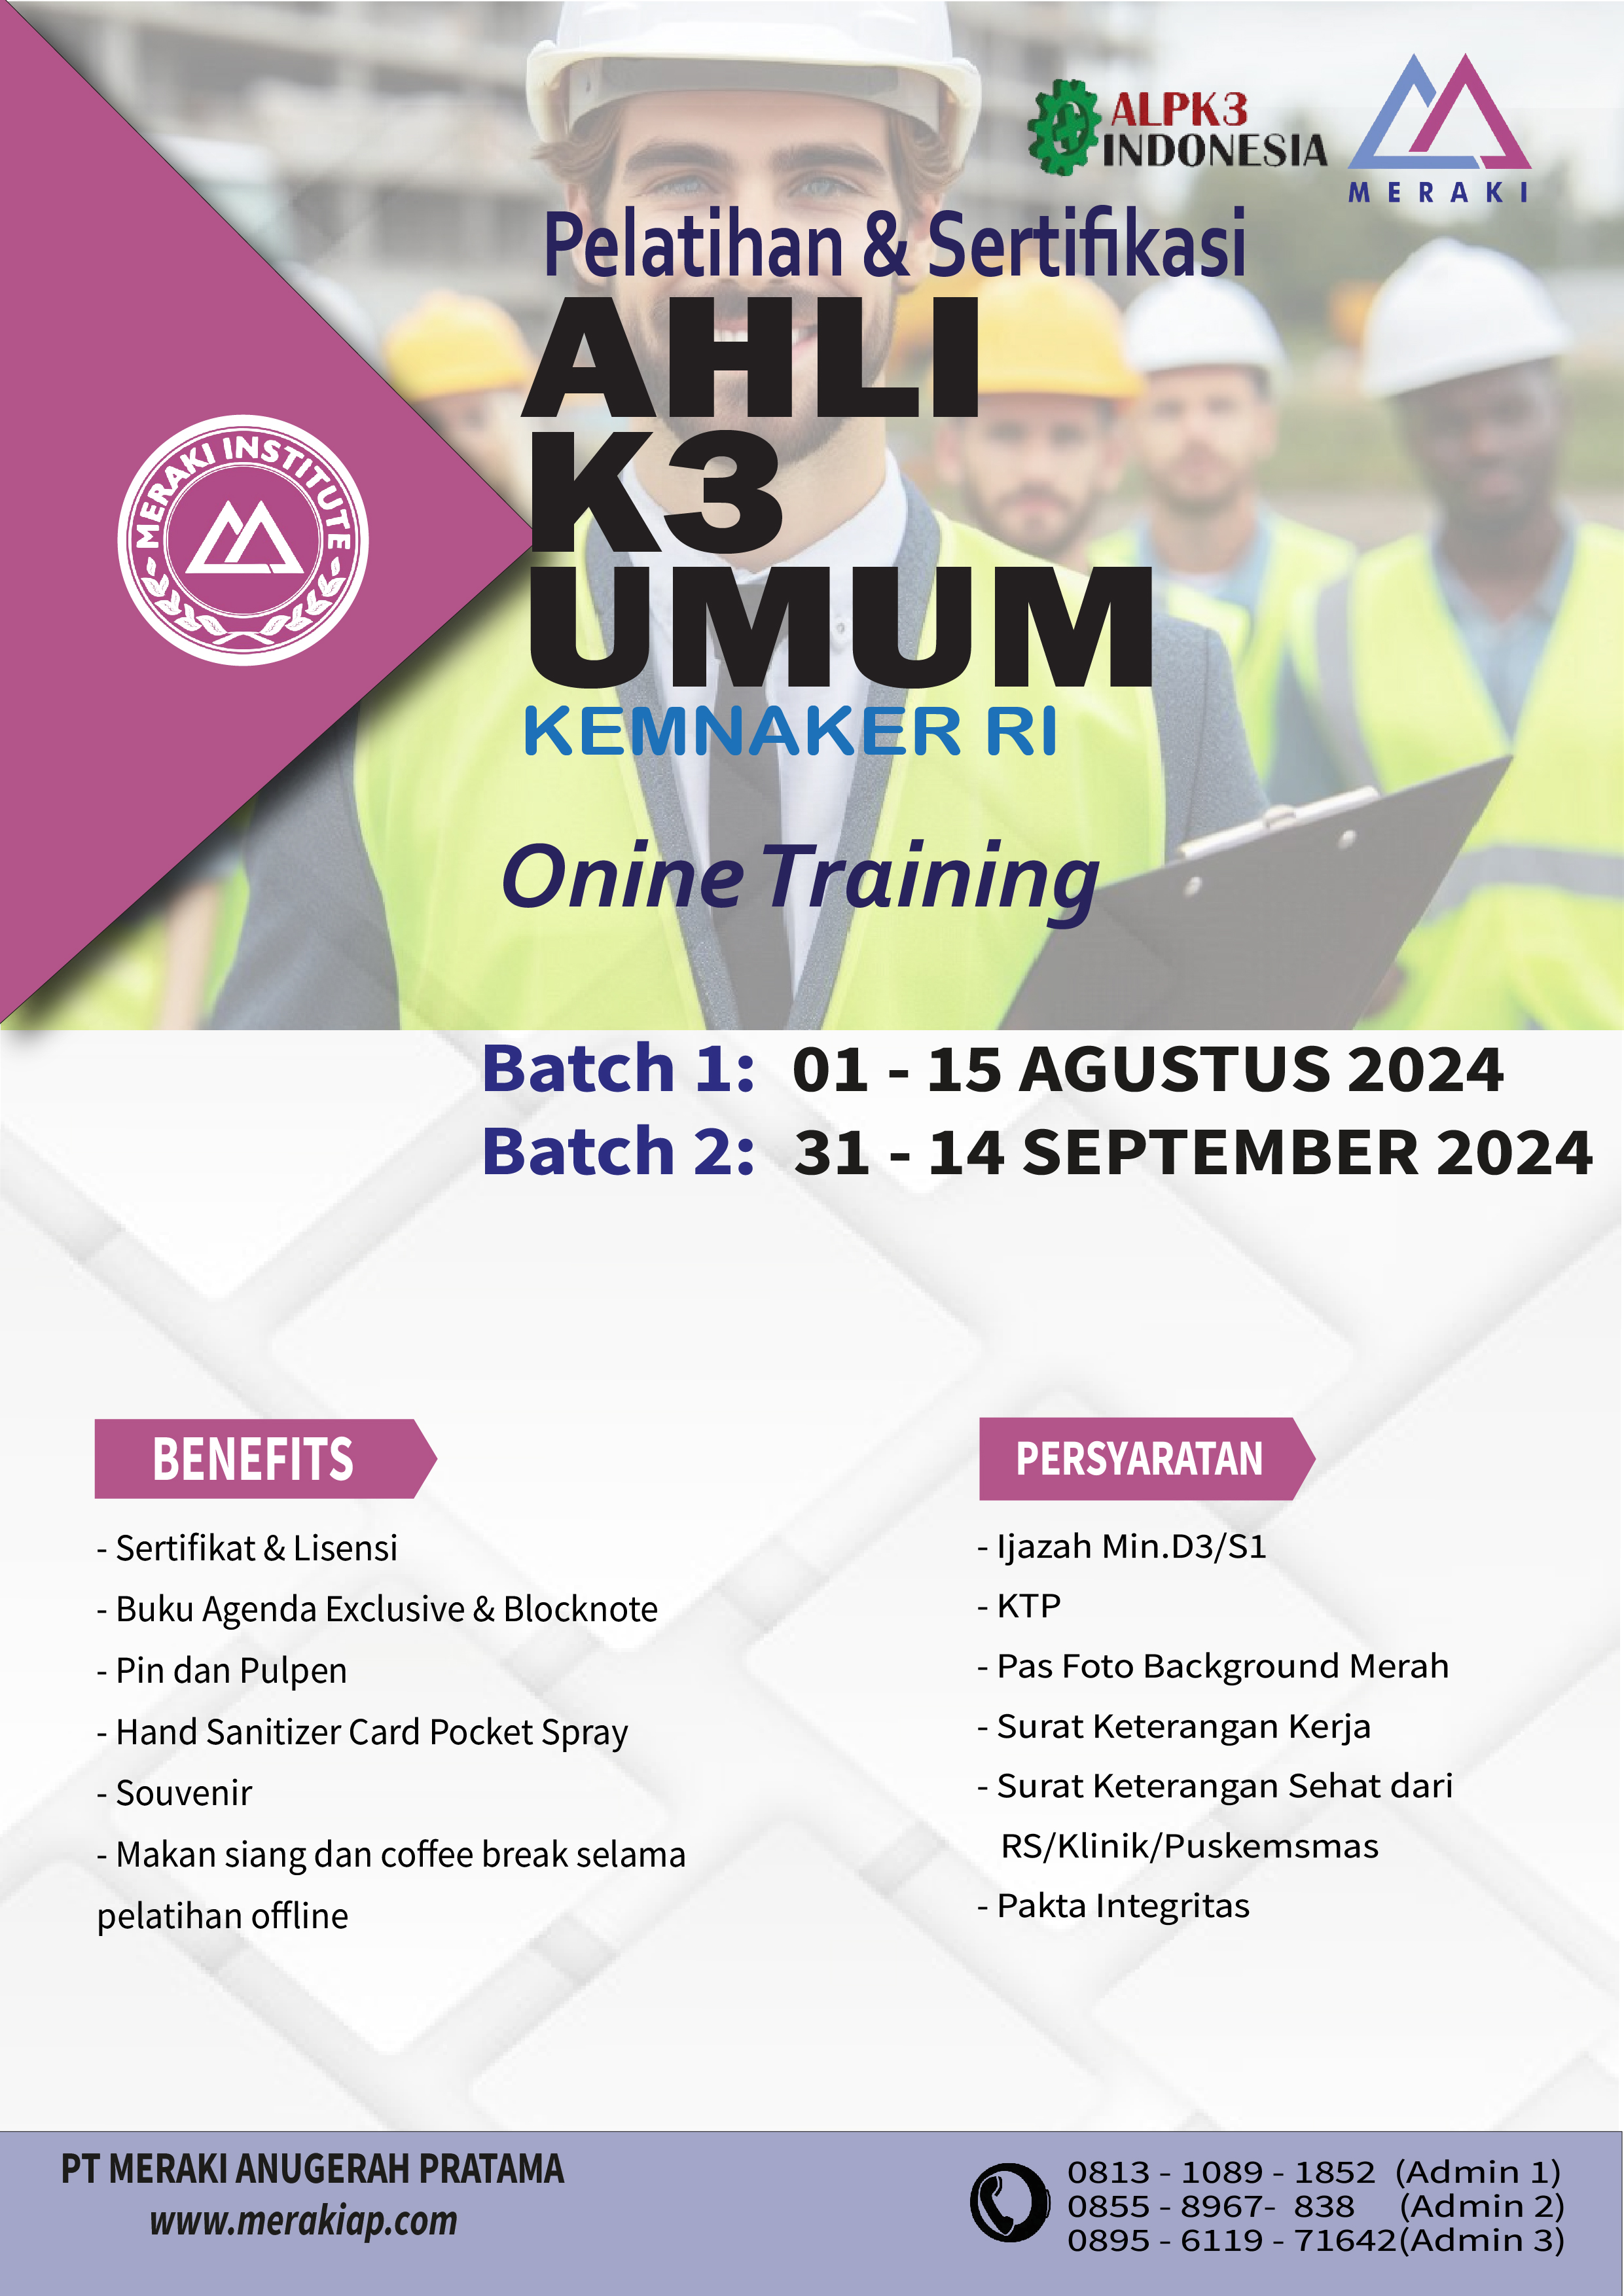 ALPK3
INDONESIA
MERAKI
Pelatihan & Sertifikasi
AHLI
K3
UMUM
KEMNAKER RI
MERAKI INSTITUTE
Onine Training
Batch 1: 01 - 15 AGUSTUS 2024
Batch 2: 31 - 14 SEPTEMBER 2024
BENEFITS
- Sertifikat & Lisensi
- Buku Agenda Exclusive & Blocknote
- Pin dan Pulpen
- Hand Sanitizer Card Pocket Spray
- Souvenir
- Makan siang dan coffee break selama
pelatihan offline
PERSYARATAN
- Ijazah Min.D3/S1
- KTP
- Pas Foto Background Merah
- Surat Keterangan Kerja
- Surat Keterangan Sehat dari
RS/Klinik/Puskemsmas
- Pakta Integritas
PT MERAKI ANUGERAH PRATAMA
www.merakiap.com
0813 - 1089 - 1852 (Admin 1)
0855 - 8967- 838 (Admin 2)
0895 - 6119 - 71642(Admin 3)